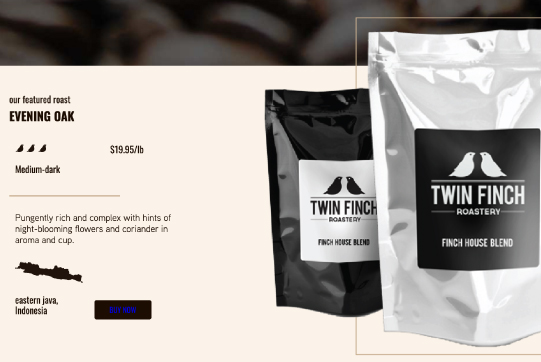 our featured roast
EVENING OAK
$19.95/lb
Medium-dark
Pungently rich and complex with hints of
night-blooming flowers and coriander in
aroma and cup.
eastern java,
Indonesia
BUY NOW
TWIN FINCH
ROASTERY
FINCH HOUSE BLEND
TWIN FINCH
ROASTERY
FINCH HOUSE BLEND